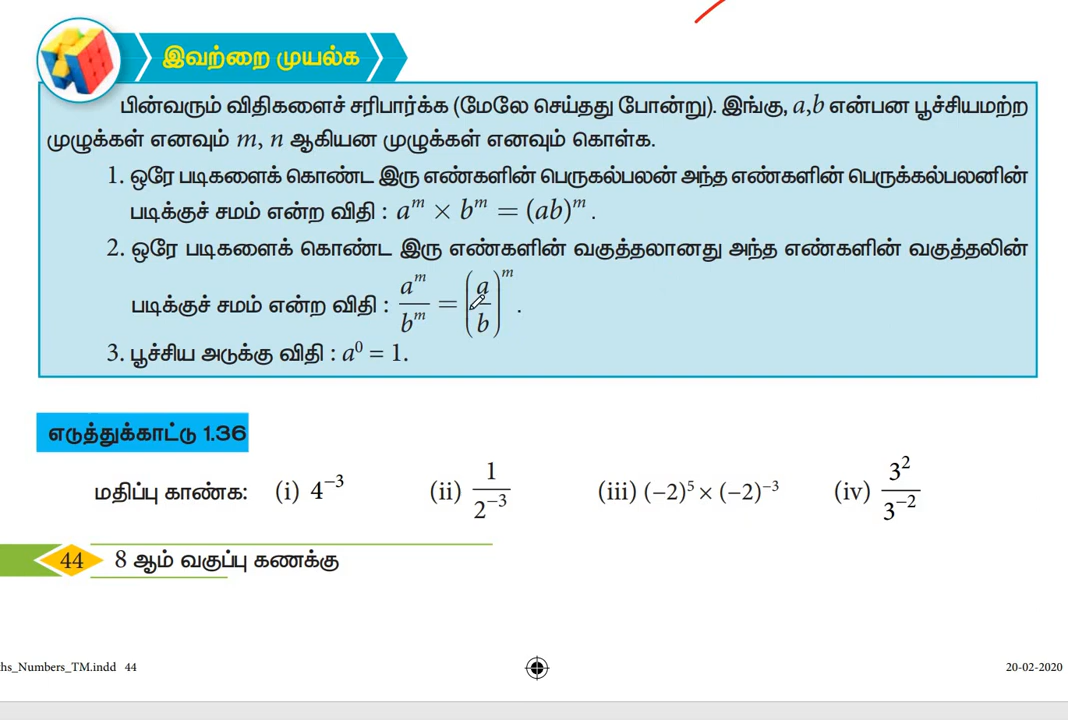 இவற்றை முயல்க
பின்வரும் விதிகளைச் சரிபார்க்க (மேலே செய்தது போன்று). இங்கு, a,b என்பன பூச்சியமற்ற
முழுக்கள் எனவும் m, n ஆகியன முழுக்கள் எனவும் கொள்க.
1. ஒரே படிகளைக் கொண்ட இரு எண்களின் பெருகல்பலன் அந்த எண்களின் பெருக்கல்பலனின்
படிக்குச் சமம் என்ற விதி : a^m × b^m = (ab)^m .
2. ஒரே படிகளைக் கொண்ட இரு எண்களின் வகுத்தலானது அந்த எண்களின் வகுத்தலின்
படிக்குச் சமம் என்ற விதி : a^m/b^m = (a/b)^m .
3. பூச்சிய அடுக்கு விதி : a^0 = 1.
எடுத்துக்காட்டு 1.36
மதிப்பு காண்க: (i) 4^−3 (ii) 1/2^−3 (iii) (−2)^5 × (−2)^−3 (iv) 3^2/3^−2
44 8 ஆம் வகுப்பு கணக்கு
hs_Numbers_TM.indd 44 20-02-2020